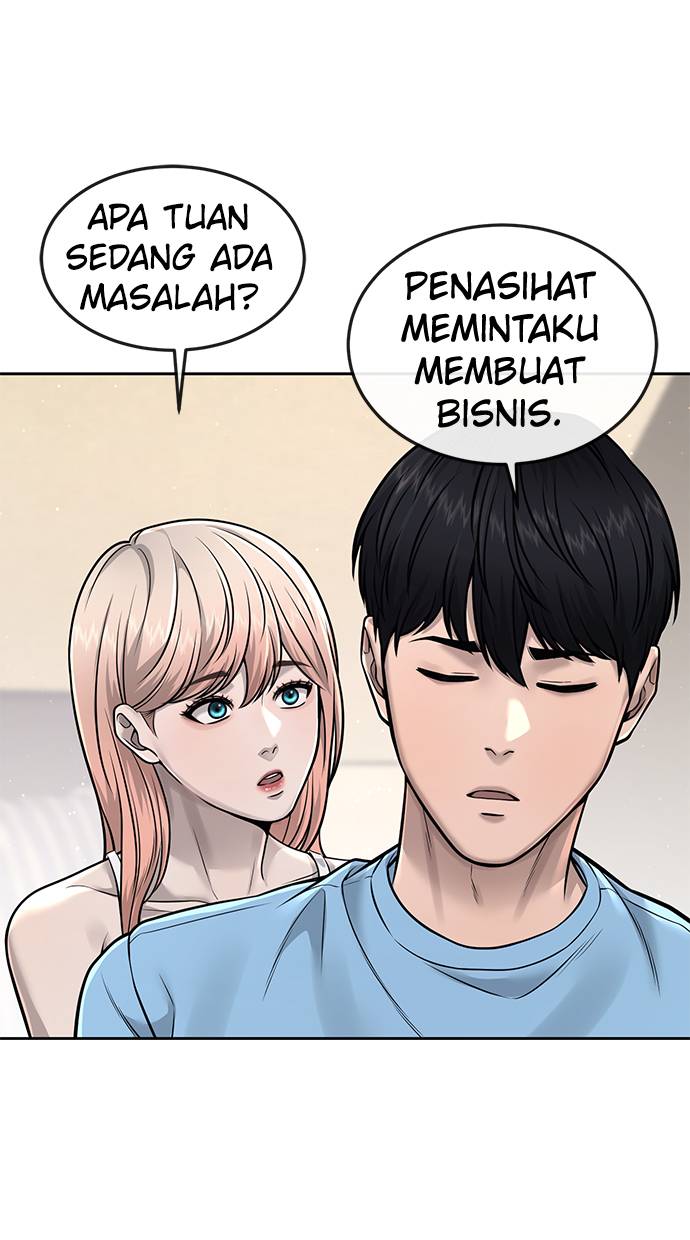 APA TUAN
SEDANG ADA
MASALAH?
PENASIHAT
MEMINTAKU
MEMBUAT
BISNIS.